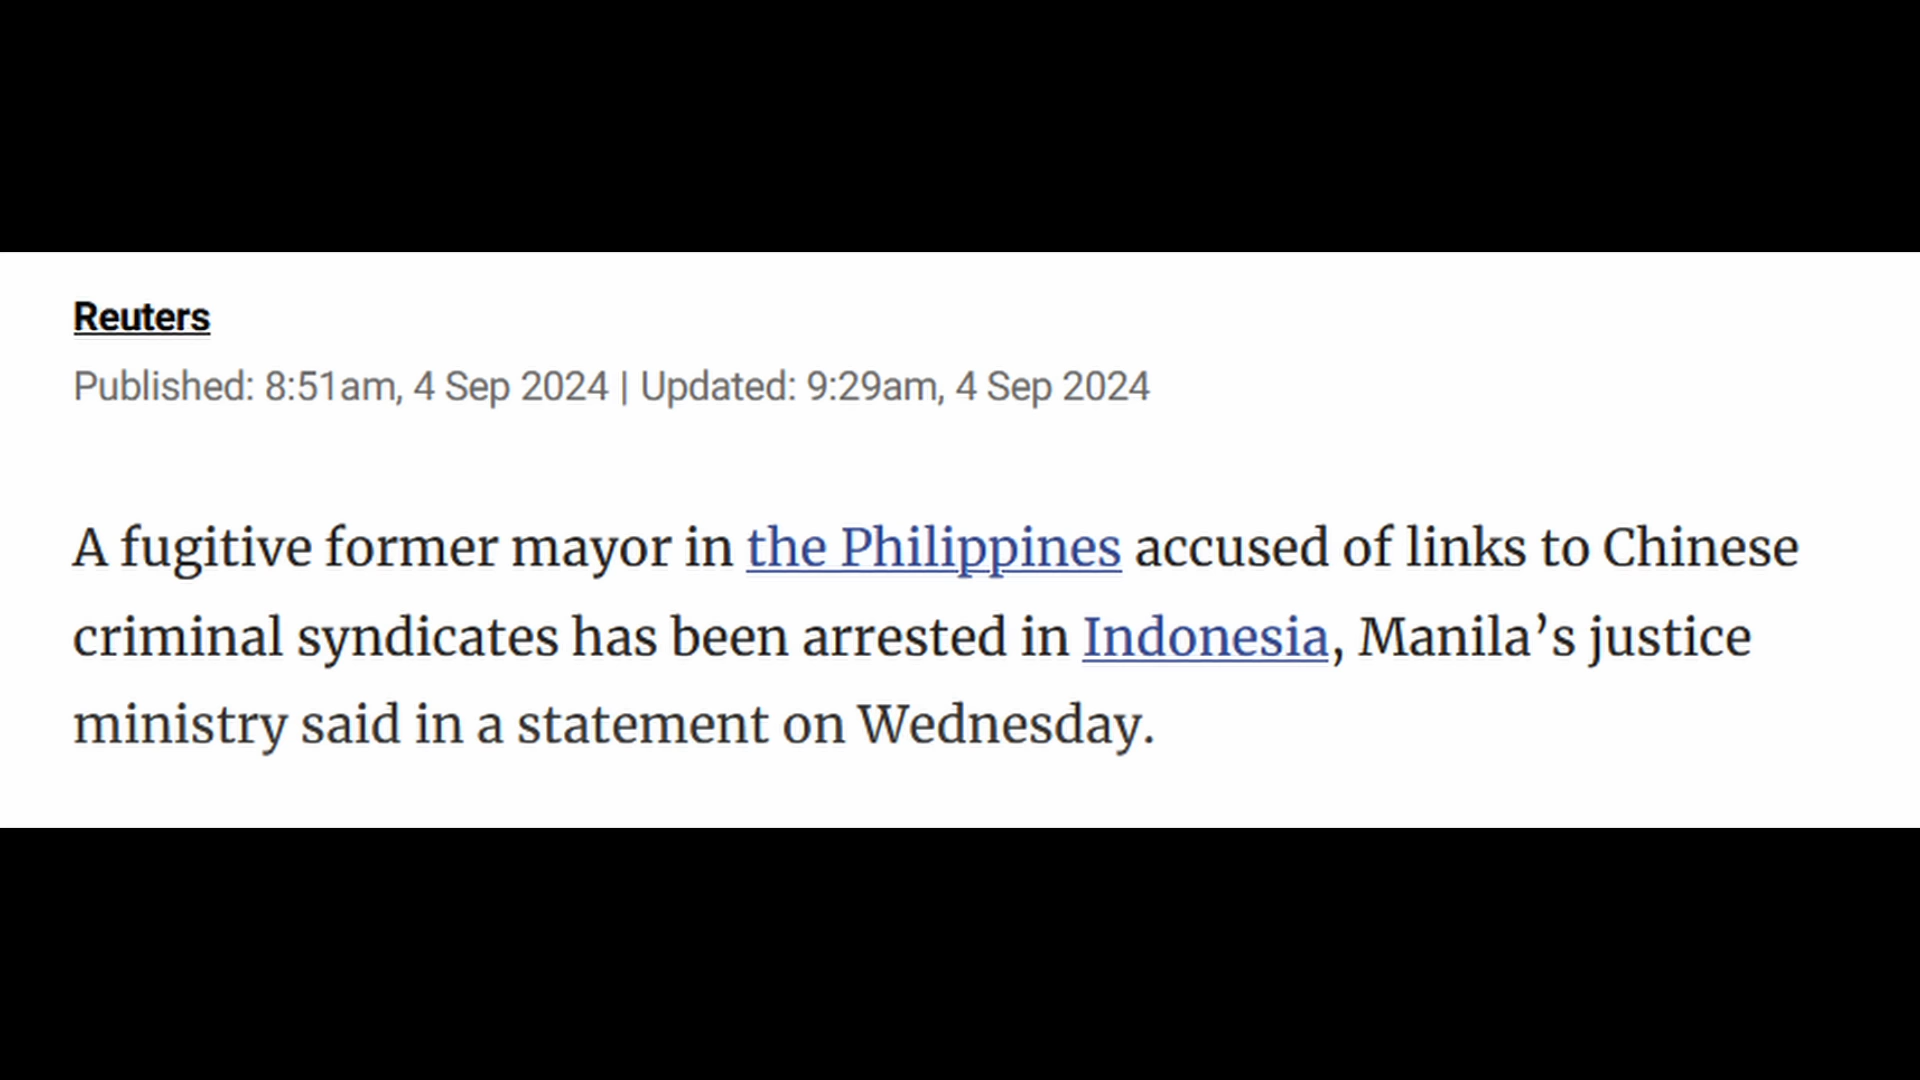 Reuters
Published: 8:51am, 4 Sep 2024 | Updated: 9:29am, 4 Sep 2024
A fugitive former mayor in the Philippines accused of links to Chinese
criminal syndicates has been arrested in Indonesia, Manila’s justice
ministry said in a statement on Wednesday.